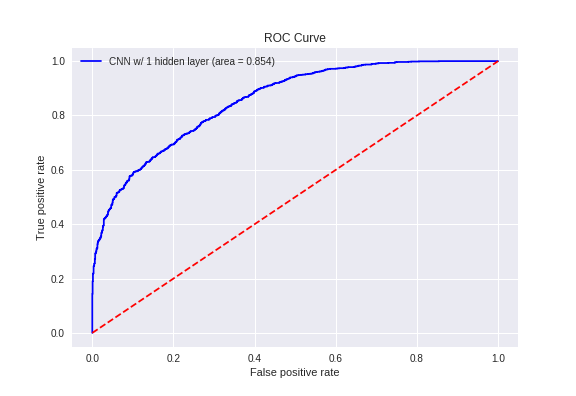 ROC Curve
CNN w/ 1 hidden layer (area = 0.854)
1.0
0.8
0.6
0.4
0.2
0.0
True positive rate
0.0 0.2 0.4 0.6 0.8 1.0
False positive rate